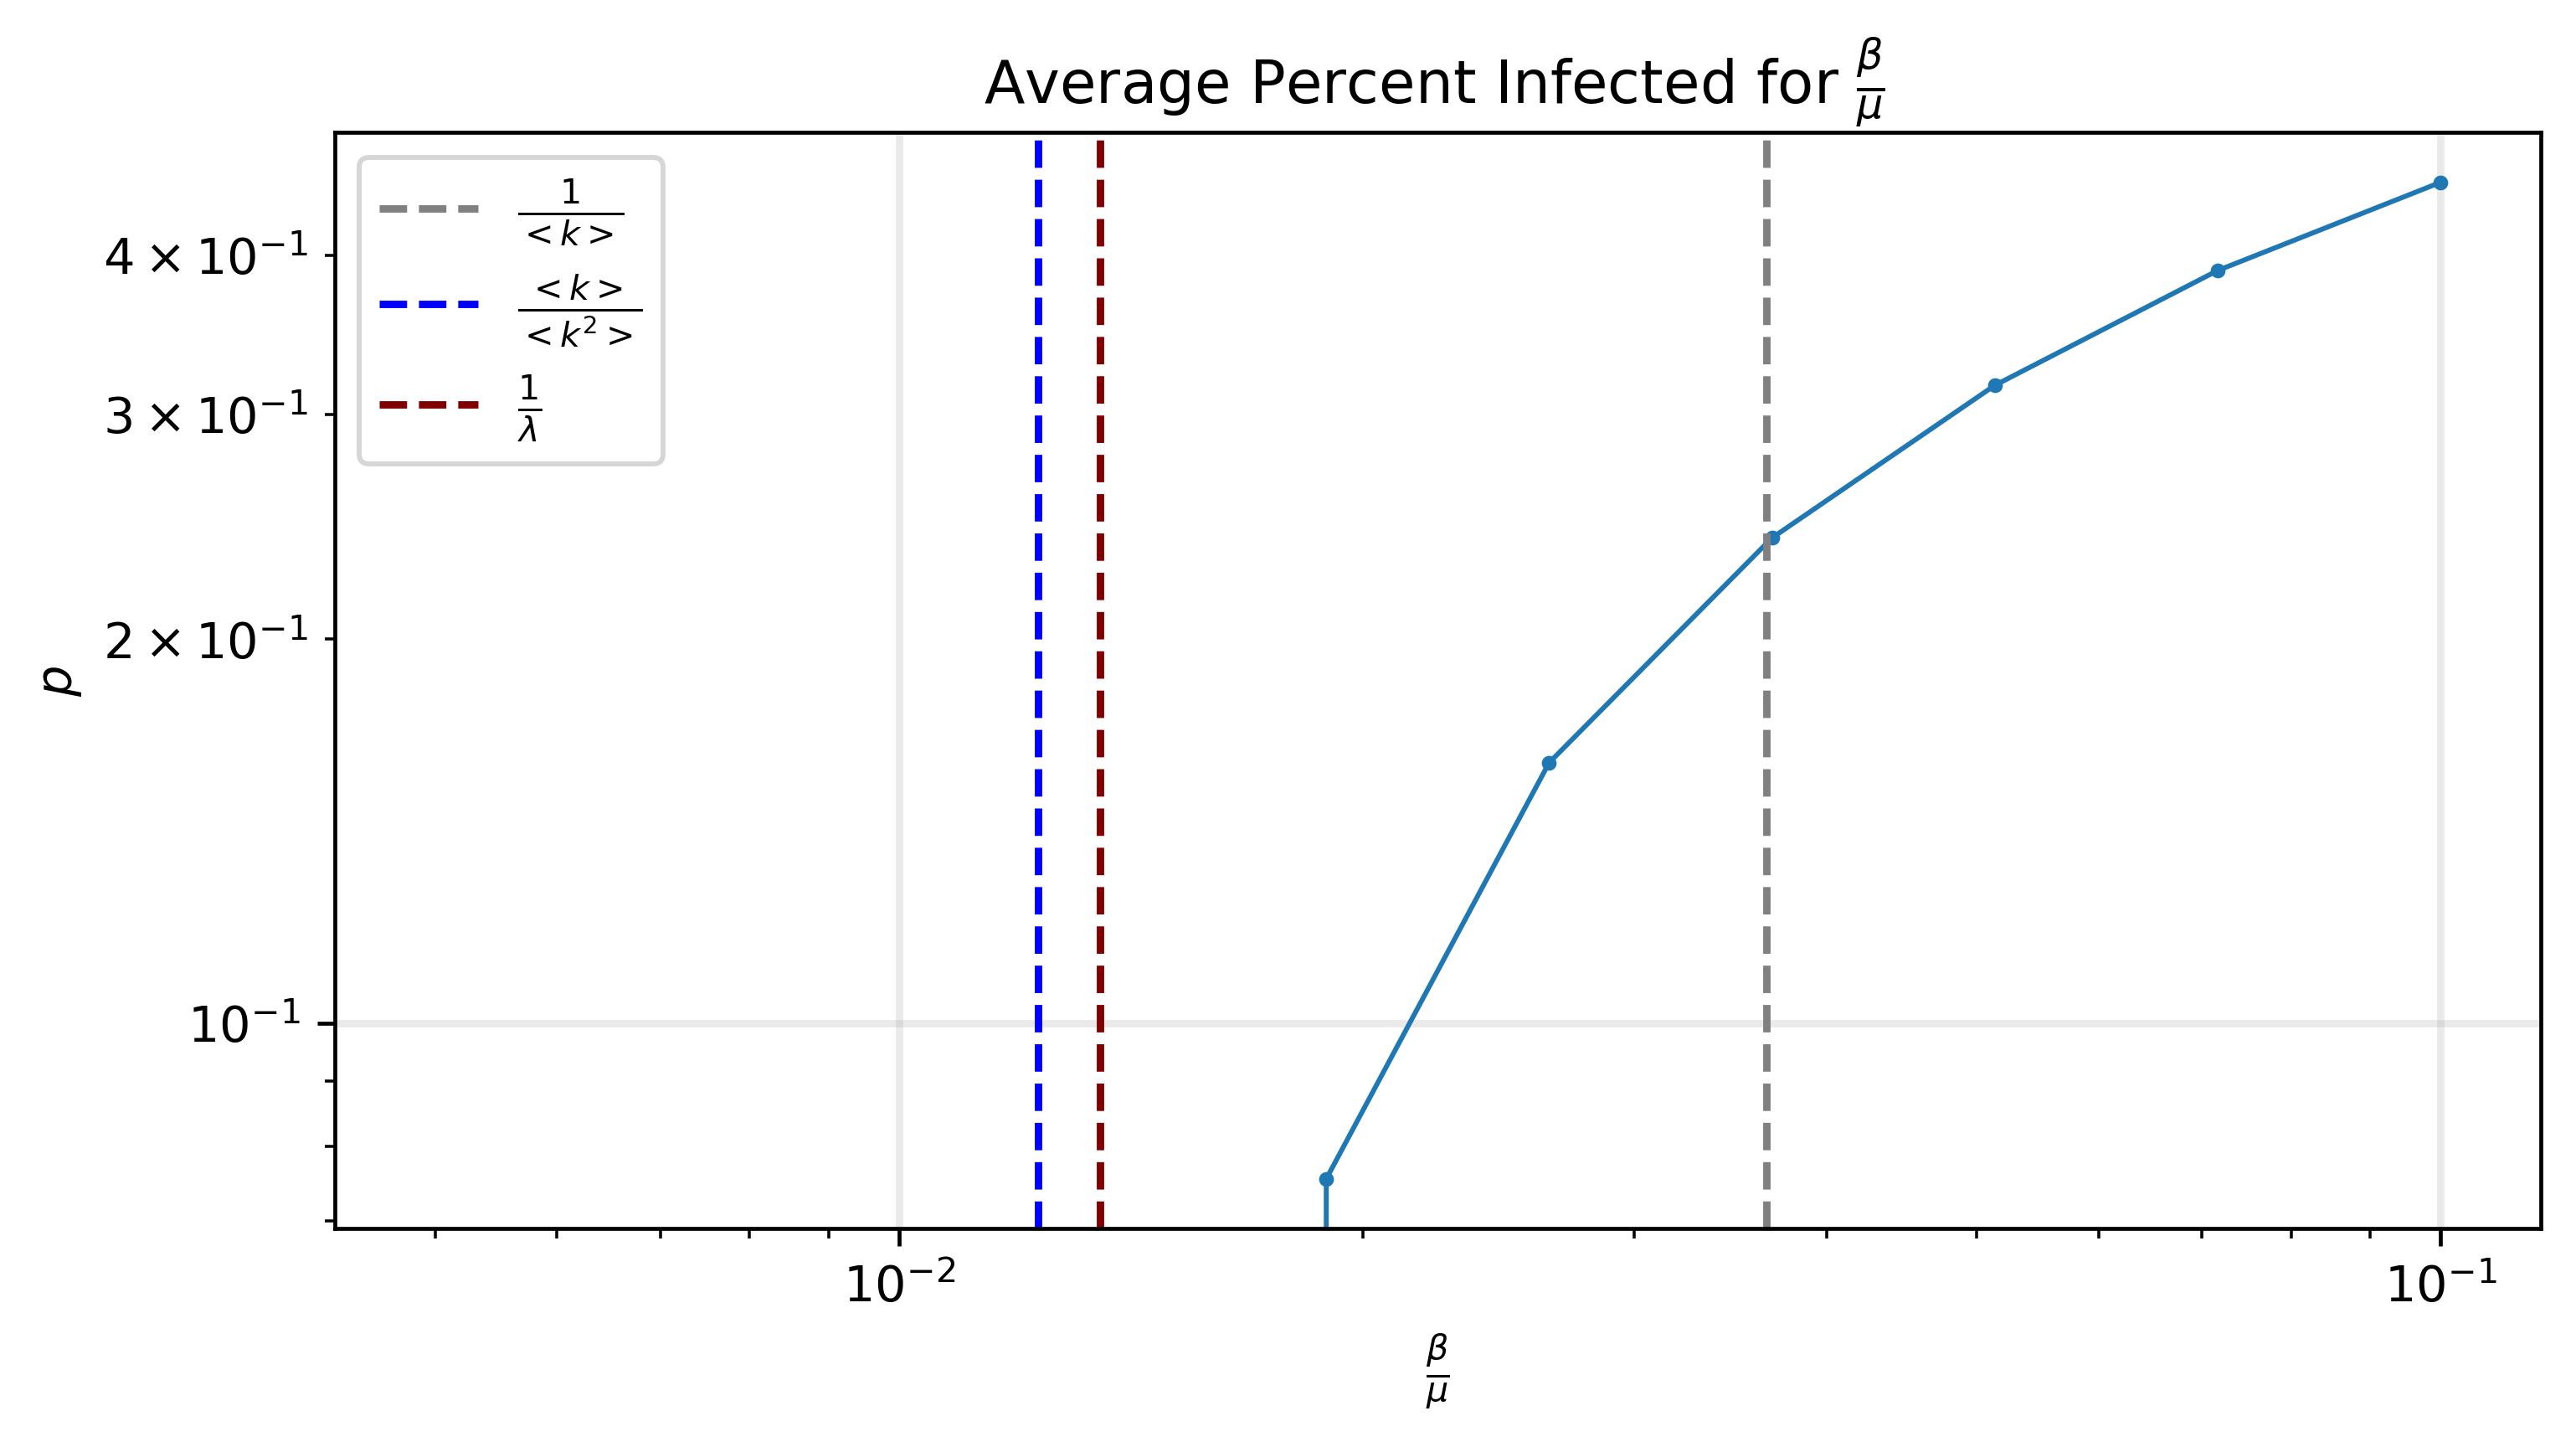 Average Percent Infected for β/μ
1/<k>
<k>/<k²>
1/λ
4 × 10⁻¹
3 × 10⁻¹
2 × 10⁻¹
10⁻¹
p
10⁻² 10⁻¹
β/μ